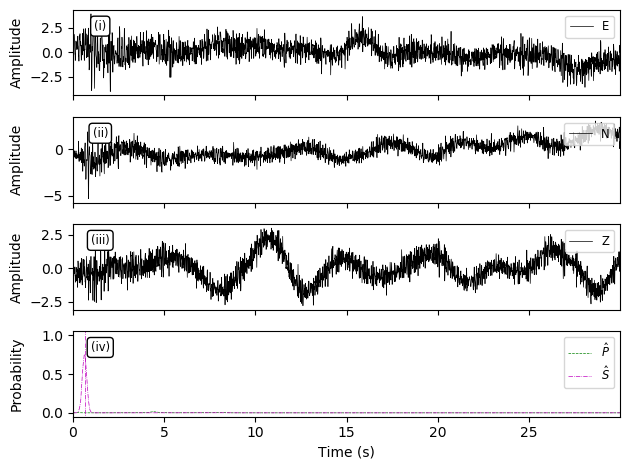 (i)
E
Amplitude
2.5
0.0
−2.5
(ii)
N
Amplitude
0
−5
(iii)
Z
Amplitude
2.5
0.0
−2.5
(iv)
P̂
Ŝ
Probability
1.0
0.5
0.0
0 5 10 15 20 25
Time (s)